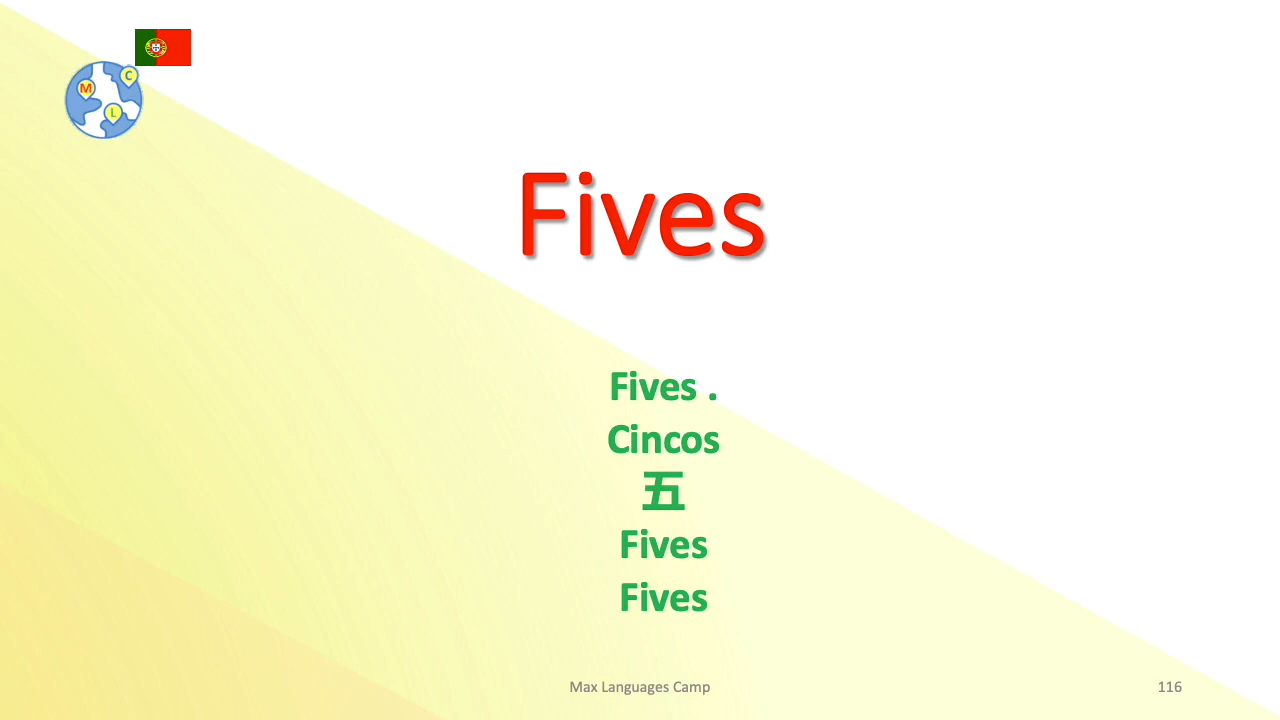 M
C
L
Fives
Fives .
Cincos
五
Fives
Fives
Max Languages Camp
116